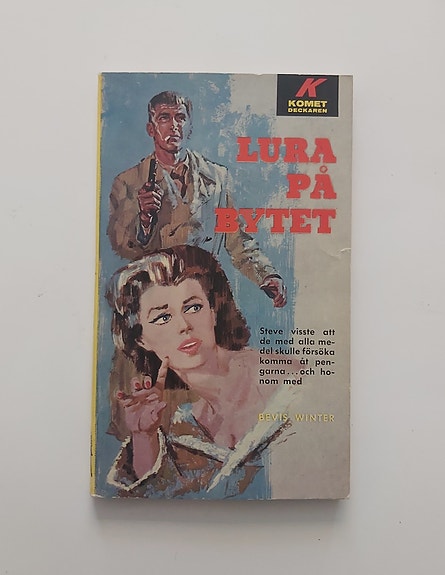 K
KOMET
DECKAREN
LURA
PÅ
BYTET
Steve visste att
de med alla me-
del skulle försöka
komma åt pen-
garna...och ho-
nom med
BEVIS WINTER